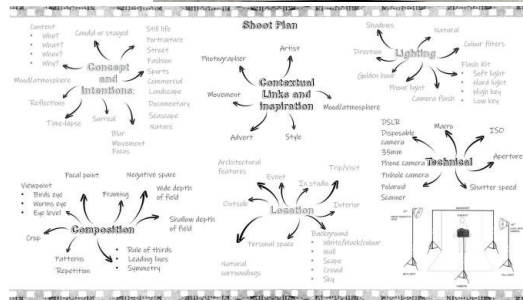 Shoot Plan
Content
Who?
What?
When?
Why?
Candid or staged
Still life
Portraiture
Street
Fashion
Sports
Commercial
Landscape
Documentary
Seascape
Nature
Concept
and
Intentions:
Mood/atmosphere
Reflections
Time-lapse
Surreal
Blur
Movement
Focus
Photographer
Artist
Contextual
Links and
inspiration
Movement
Mood/atmosphere
Advert
Style
Shadows
Natural
Direction
Lighting
Colour filters
Golden hour
Phone light
Camera flash
Flash Kit
Soft light
Hard light
High key
Low key
Focal point
Negative space
Viewpoint
Birds eye
Worms eye
Eye level
Framing
Wide depth
of field
Shallow depth
of field
Composition
Crop
Patterns
Repetition
Rule of thirds
Leading lines
Symmetry
Architectural
features
Event
In studio
Trip/visit
Outside
Interior
Location
Personal space
Natural
surroundings
Background
White/black/colour
Wall
Scape
Crowd
Sky
DSLR
Disposable
camera
35mm
Phone camera
Pinhole camera
Polaroid
Scanner
Macro
ISO
Technical
Aperture
Shutter speed